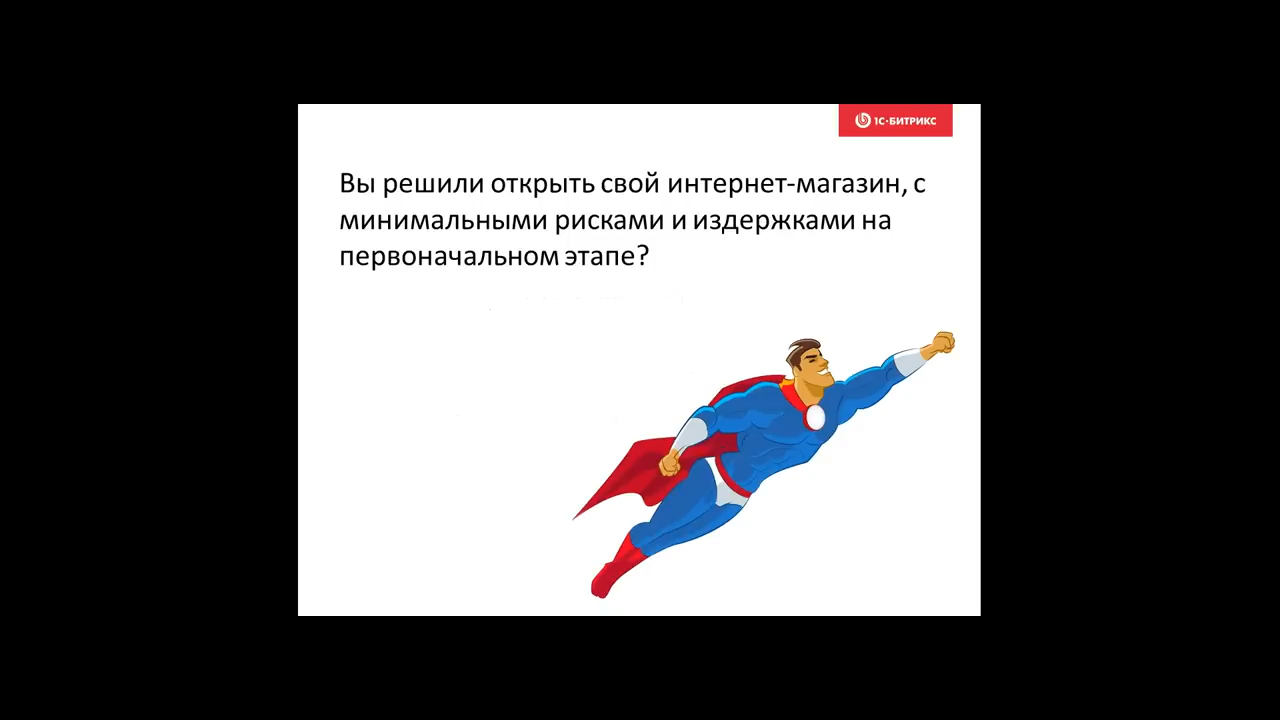 1С·БИТРИКС
Вы решили открыть свой интернет-магазин, с
минимальными рисками и издержками на
первоначальном этапе?